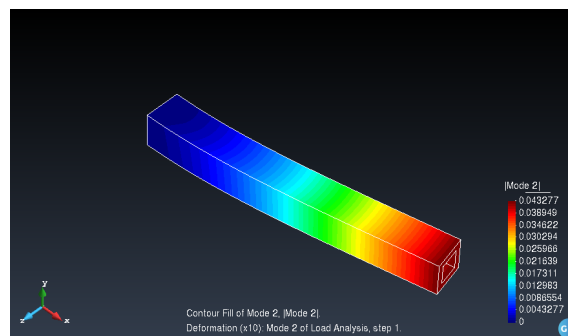 |Mode 2|
0.043277
0.038949
0.034622
0.030294
0.025966
0.021639
0.017311
0.012983
0.0086554
0.0043277
0
y
z x
Contour Fill of Mode 2, |Mode 2|.
Deformation (x10): Mode 2 of Load Analysis, step 1.
G